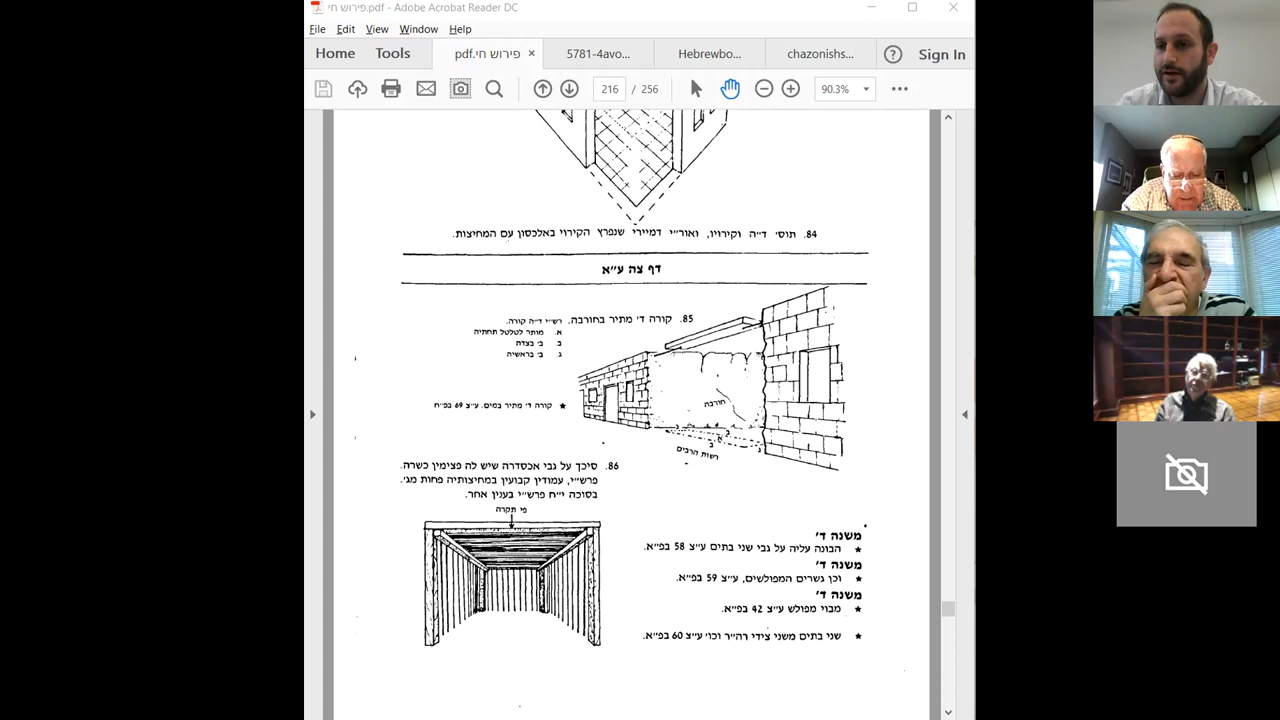 פירוש חי.pdf - Adobe Acrobat Reader DC
File Edit View Window Help
Home Tools פירוש חי.pdf × 5781-4avo... Hebrewbo... chazonishs... ? Sign In
216 / 256 90.3%
84. תוס׳ ד״ה וקירויו, ואור״י דמיירי שנפרץ הקירוי באלכסון עם המחיצות.
דף צה ע״א
85. קורה ד׳ מתיר בחורבה. רש״י ד״ה קורה.
א. מותר לטלטל תחתיה
ב. ב׳ בצדה
ג. ב׳ בראשיה
★ קורה ד׳ מתיר במים. ע״צ 69 בפ״ח
חורבה
א
ב
ב
ג
רשות הרבים
86. סיכך על גבי אכסדרה שיש לה פצימין כשרה.
פרש״י, עמודין קבועין במחיצותיה פחות מג׳.
בסוכה י״ח פרש״י בענין אחר.
פי תקרה
משנה ד׳
★ הבונה עליה על גבי שני בתים ע״צ 58 בפ״א.
משנה ד׳
★ וכן גשרים המפולשים, ע״צ 59 בפ״א.
משנה ד׳
★ מבוי מפולש ע״צ 42 בפ״א.
★ שני בתים משני צידי רה״ר וכו׳ ע״צ 60 בפ״א.